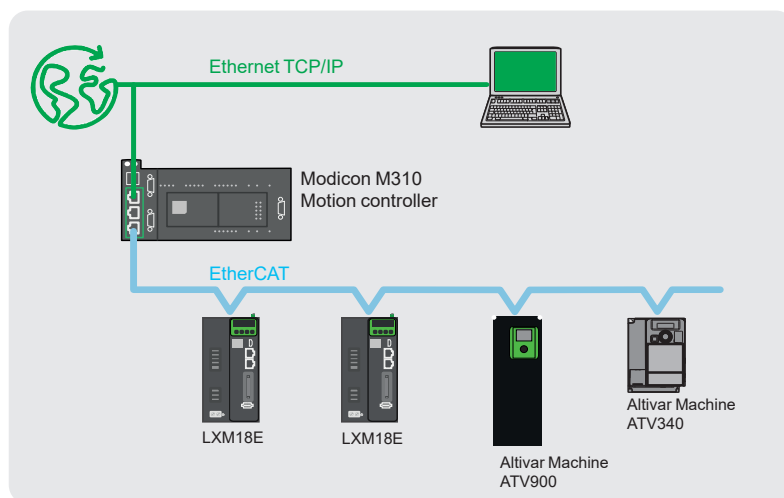 Ethernet TCP/IP
Modicon M310
Motion controller
EtherCAT
LXM18E
LXM18E
Altivar Machine
ATV900
Altivar Machine
ATV340